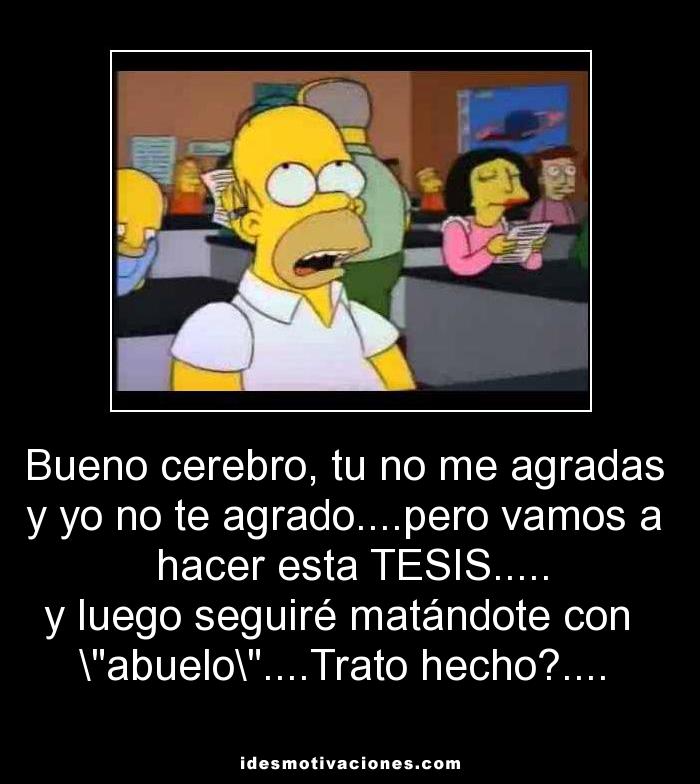 Bueno cerebro, tu no me agradas
y yo no te agrado....pero vamos a
hacer esta TESIS.....
y luego seguiré matándote con
\"abuelo\"....Trato hecho?....
idesmotivaciones.com